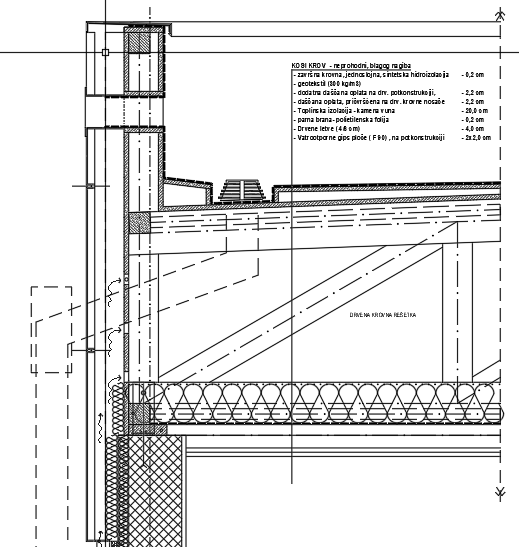 KOSI KROV - neprohodni, blagog nagiba
- završna krovna, jednoslojna, sintetska hidroizolacija - 0,2 cm
- geotekstil (300 kg/m3)
- dodatna daščana oplata na drv. potkonstrukciji, - 2,2 cm
- daščana oplata, pričvršćena na drv. krovne nosače - 2,2 cm
- Toplinska izolacija - kamena vuna - 20,0 cm
- parna brana - polietilenska folija - 0,2 cm
- Drvene letve ( 4/8 cm) - 4,0 cm
- Vatrootporne gips ploče ( F 90) , na potkonstrukciji - 2x2,0 cm
DRVENA KROVNA REŠETKA